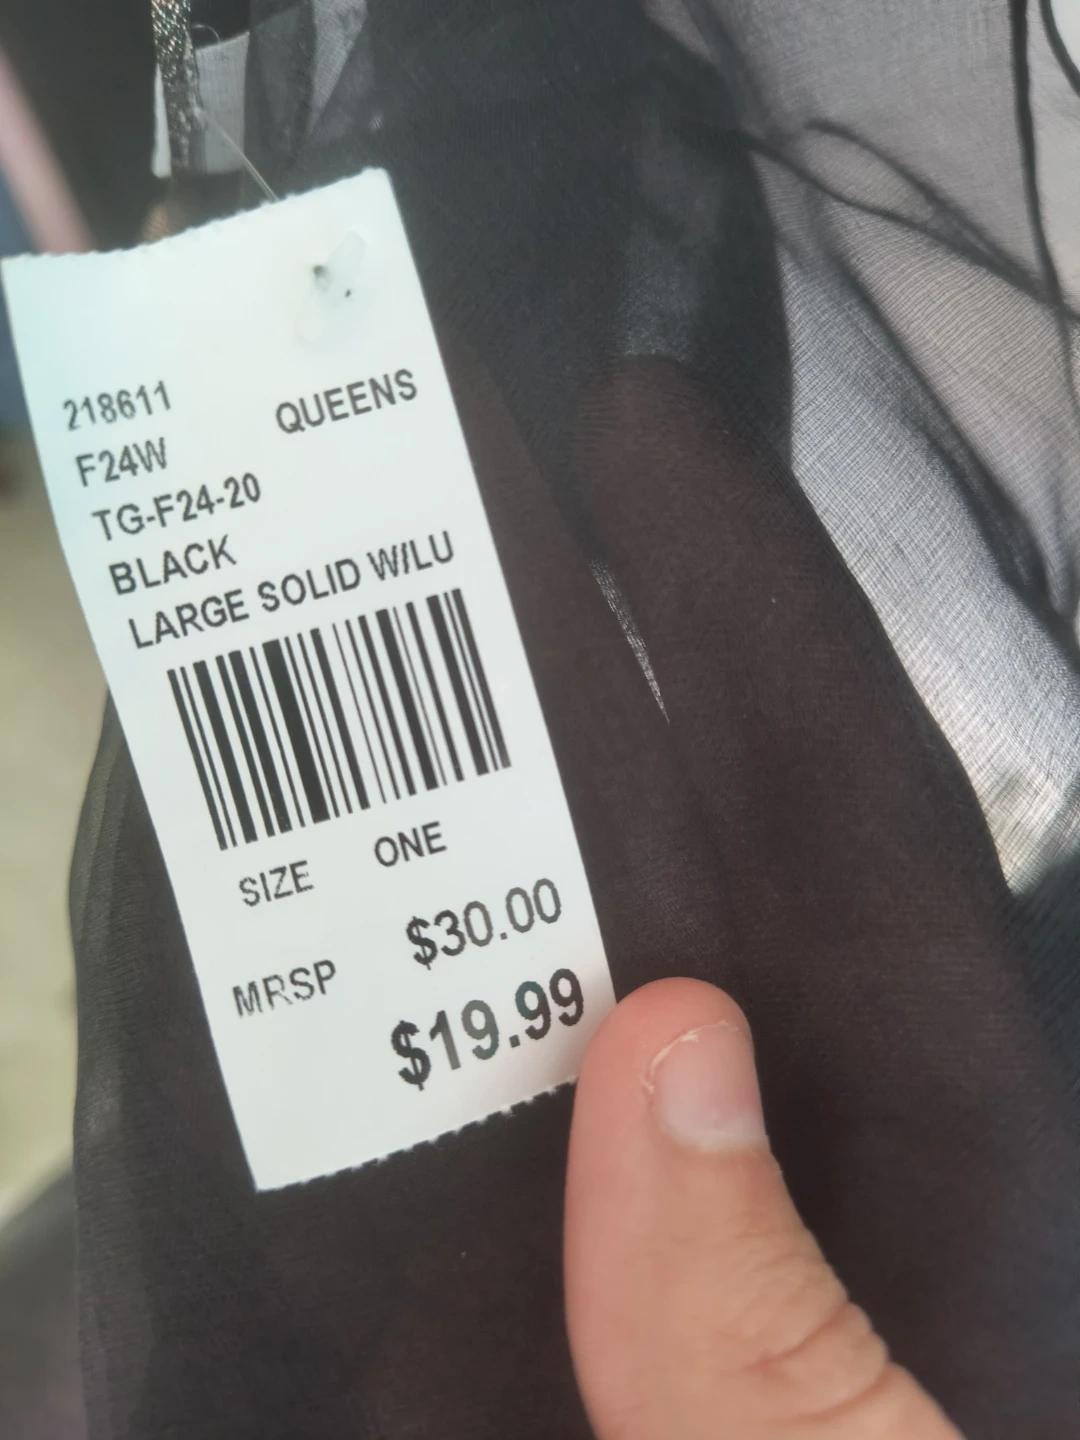 218611
QUEENS
F24W
TG-F24-20
BLACK
LARGE SOLID W/LU
SIZE ONE
$30.00
MRSP
$19.99